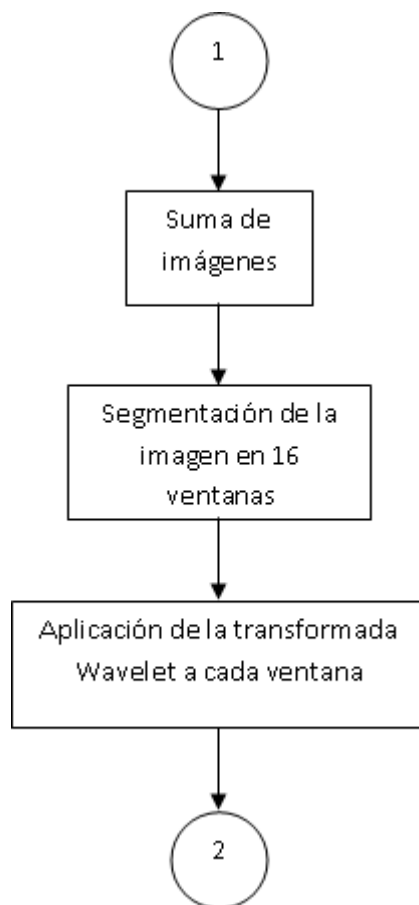 1
Suma de
imágenes
Segmentación de la
imagen en 16
ventanas
Aplicación de la transformada
Wavelet a cada ventana
2